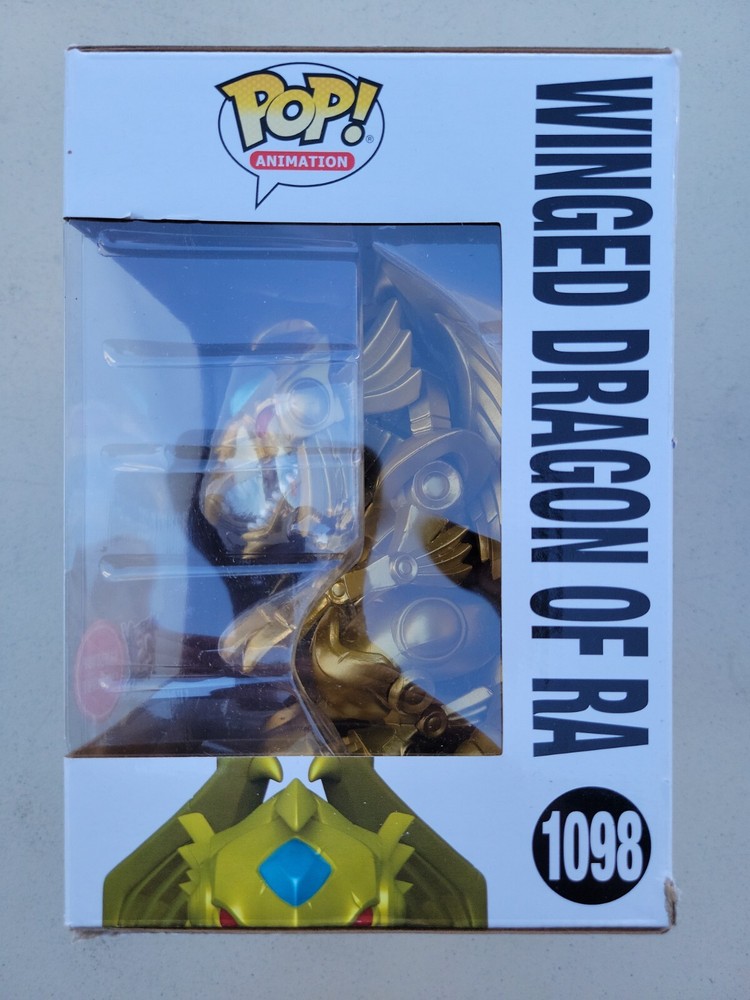 POP!
®
ANIMATION
WINGED DRAGON OF RA
1098